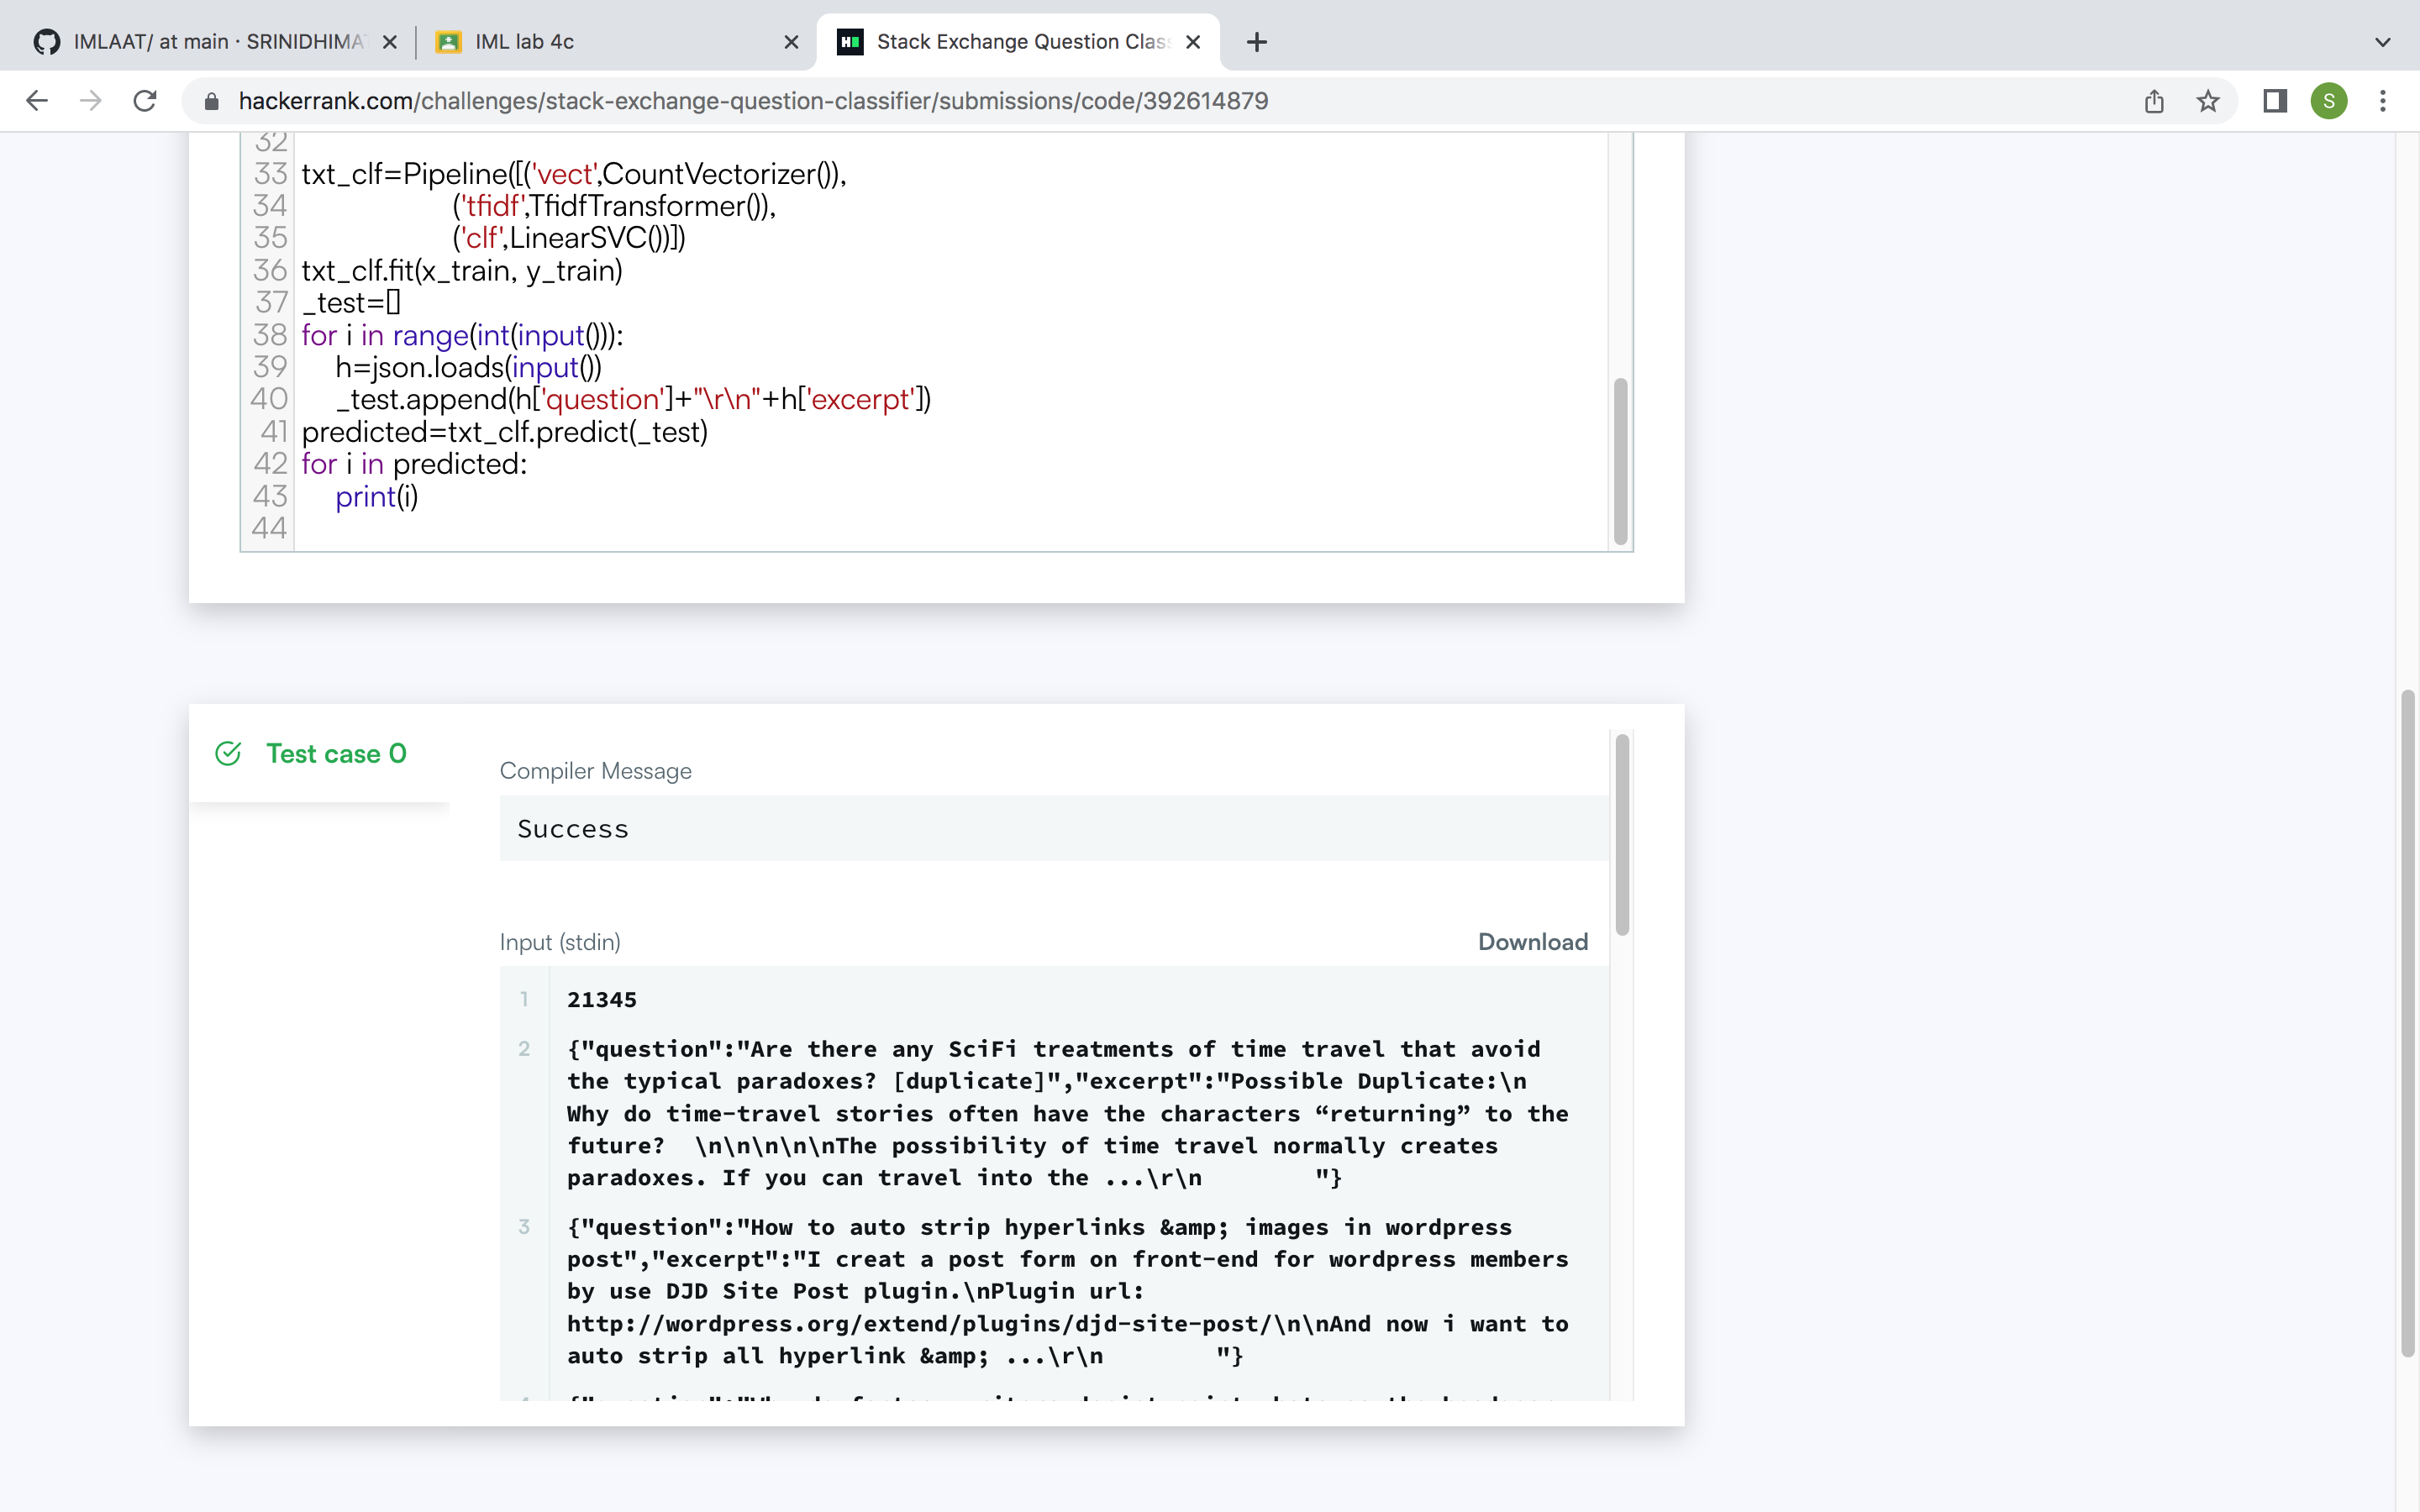 IMLAAT/ at main · SRINIDHIMA
IML lab 4c
Stack Exchange Question Clas
hackerrank.com/challenges/stack-exchange-question-classifier/submissions/code/392614879
S
32
33 txt_clf=Pipeline([('vect',CountVectorizer()),
34 ('tfidf',TfidfTransformer()),
35 ('clf',LinearSVC())])
36 txt_clf.fit(x_train, y_train)
37 _test=[]
38 for i in range(int(input())):
39 h=json.loads(input())
40 _test.append(h['question']+"\r\n"+h['excerpt'])
41 predicted=txt_clf.predict(_test)
42 for i in predicted:
43 print(i)
44
Test case 0
Compiler Message
Success
Input (stdin)
Download
1 21345
2 {"question":"Are there any SciFi treatments of time travel that avoid
the typical paradoxes? [duplicate]","excerpt":"Possible Duplicate:\n
Why do time-travel stories often have the characters “returning” to the
future?  \n\n\n\n\nThe possibility of time travel normally creates
paradoxes. If you can travel into the ...\r\n        "}
3 {"question":"How to auto strip hyperlinks &amp; images in wordpress
post","excerpt":"I creat a post form on front-end for wordpress members
by use DJD Site Post plugin.\nPlugin url:
http://wordpress.org/extend/plugins/djd-site-post/\n\nAnd now i want to
auto strip all hyperlink &amp; ...\r\n        "}